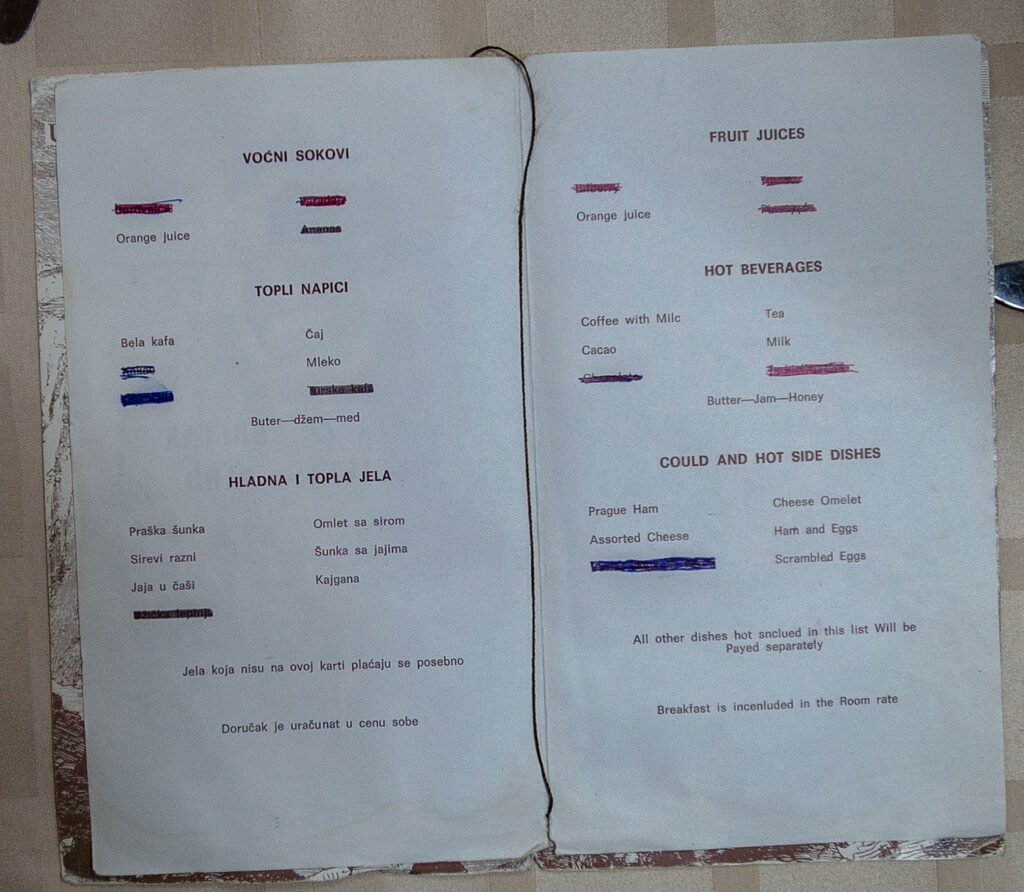 VOĆNI SOKOVI
Orange juice
Ananas
TOPLI NAPICI
Bela kafa
Čaj
Mleko
Turska kafa
Buter—džem—med
HLADNA I TOPLA JELA
Praška šunka
Omlet sa sirom
Sirevi razni
Šunka sa jajima
Jaja u čaši
Kajgana
Jela koja nisu na ovoj karti plaćaju se posebno
Doručak je uračunat u cenu sobe
FRUIT JUICES
Orange juice
HOT BEVERAGES
Coffee with Milc
Tea
Cacao
Milk
Butter—Jam—Honey
COULD AND HOT SIDE DISHES
Prague Ham
Cheese Omelet
Assorted Cheese
Ham and Eggs
Scrambled Eggs
All other dishes hot snclued in this list Will be
Payed separately
Breakfast is incenluded in the Room rate